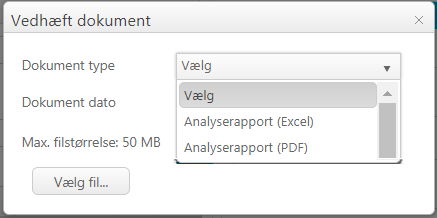 Vedhæft dokument
Dokument type
Vælg
Vælg
Analyserapport (Excel)
Analyserapport (PDF)
Dokument dato
Max. filstørrelse: 50 MB
Vælg fil...